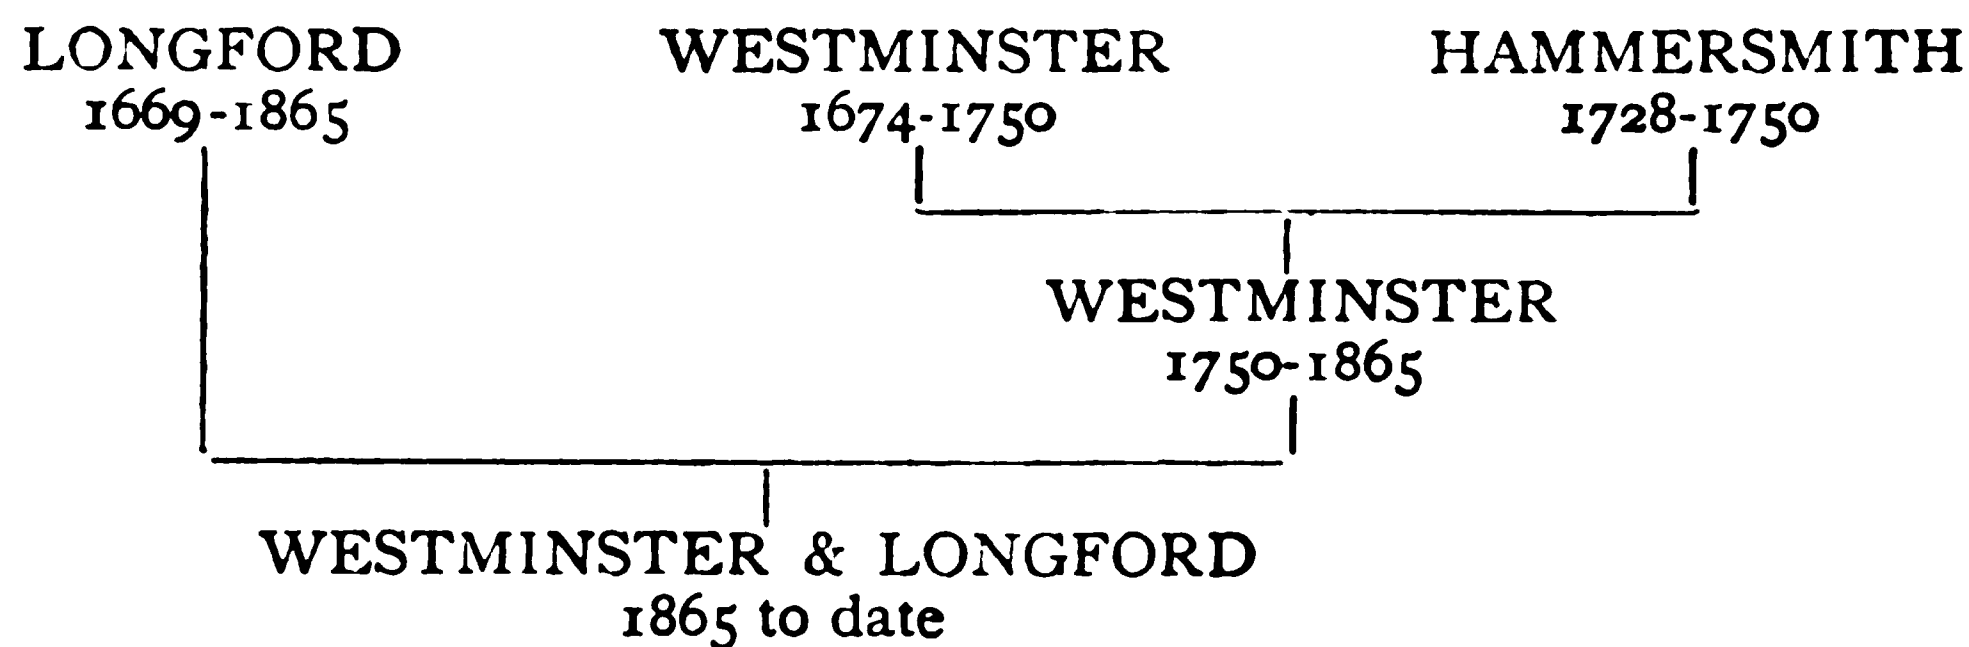 LONGFORD WESTMINSTER HAMMERSMITH
1669-1865 1674-1750 1728-1750
WESTMINSTER
1750-1865
WESTMINSTER & LONGFORD
1865 to date